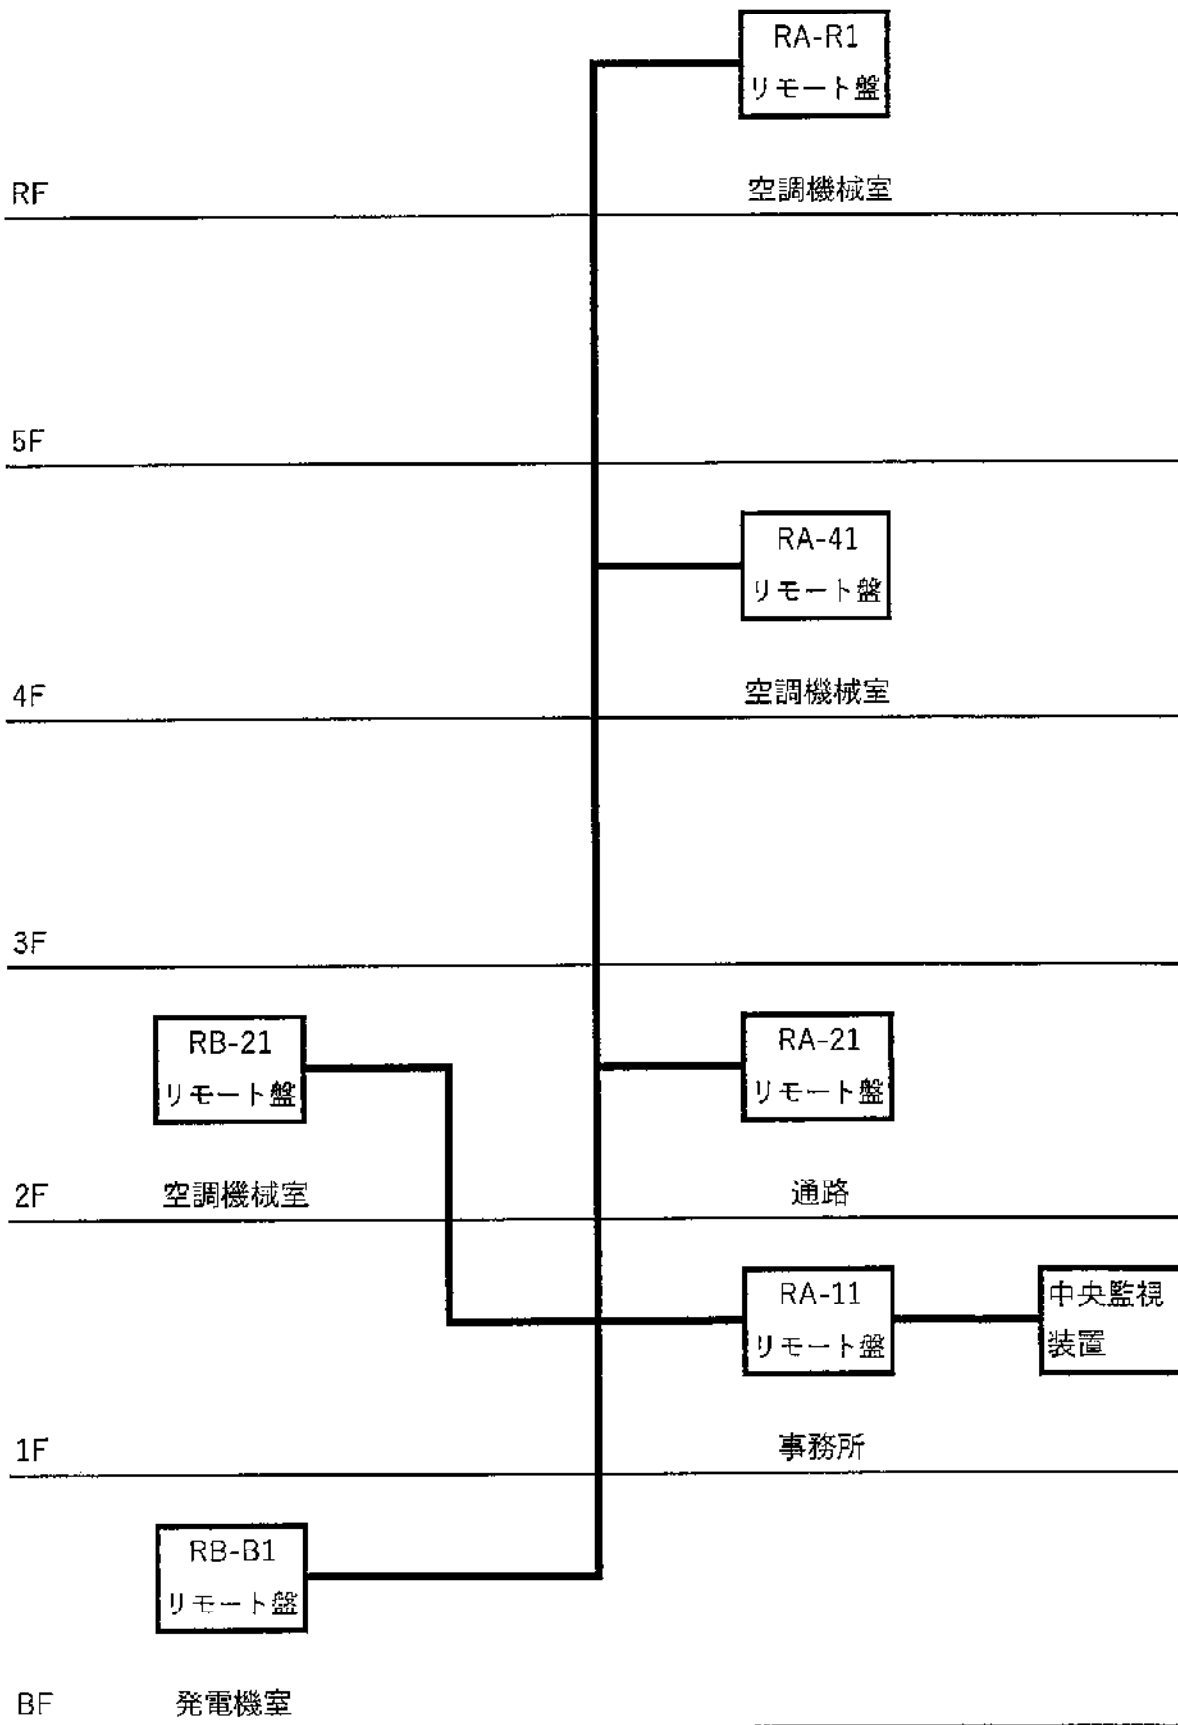 RA-R1
リモート盤
RF
空調機械室
5F
RA-41
リモート盤
4F
空調機械室
3F
RB-21
リモート盤
RA-21
リモート盤
2F
空調機械室
通路
RA-11
リモート盤
中央監視
装置
1F
事務所
RB-B1
リモート盤
BF
発電機室